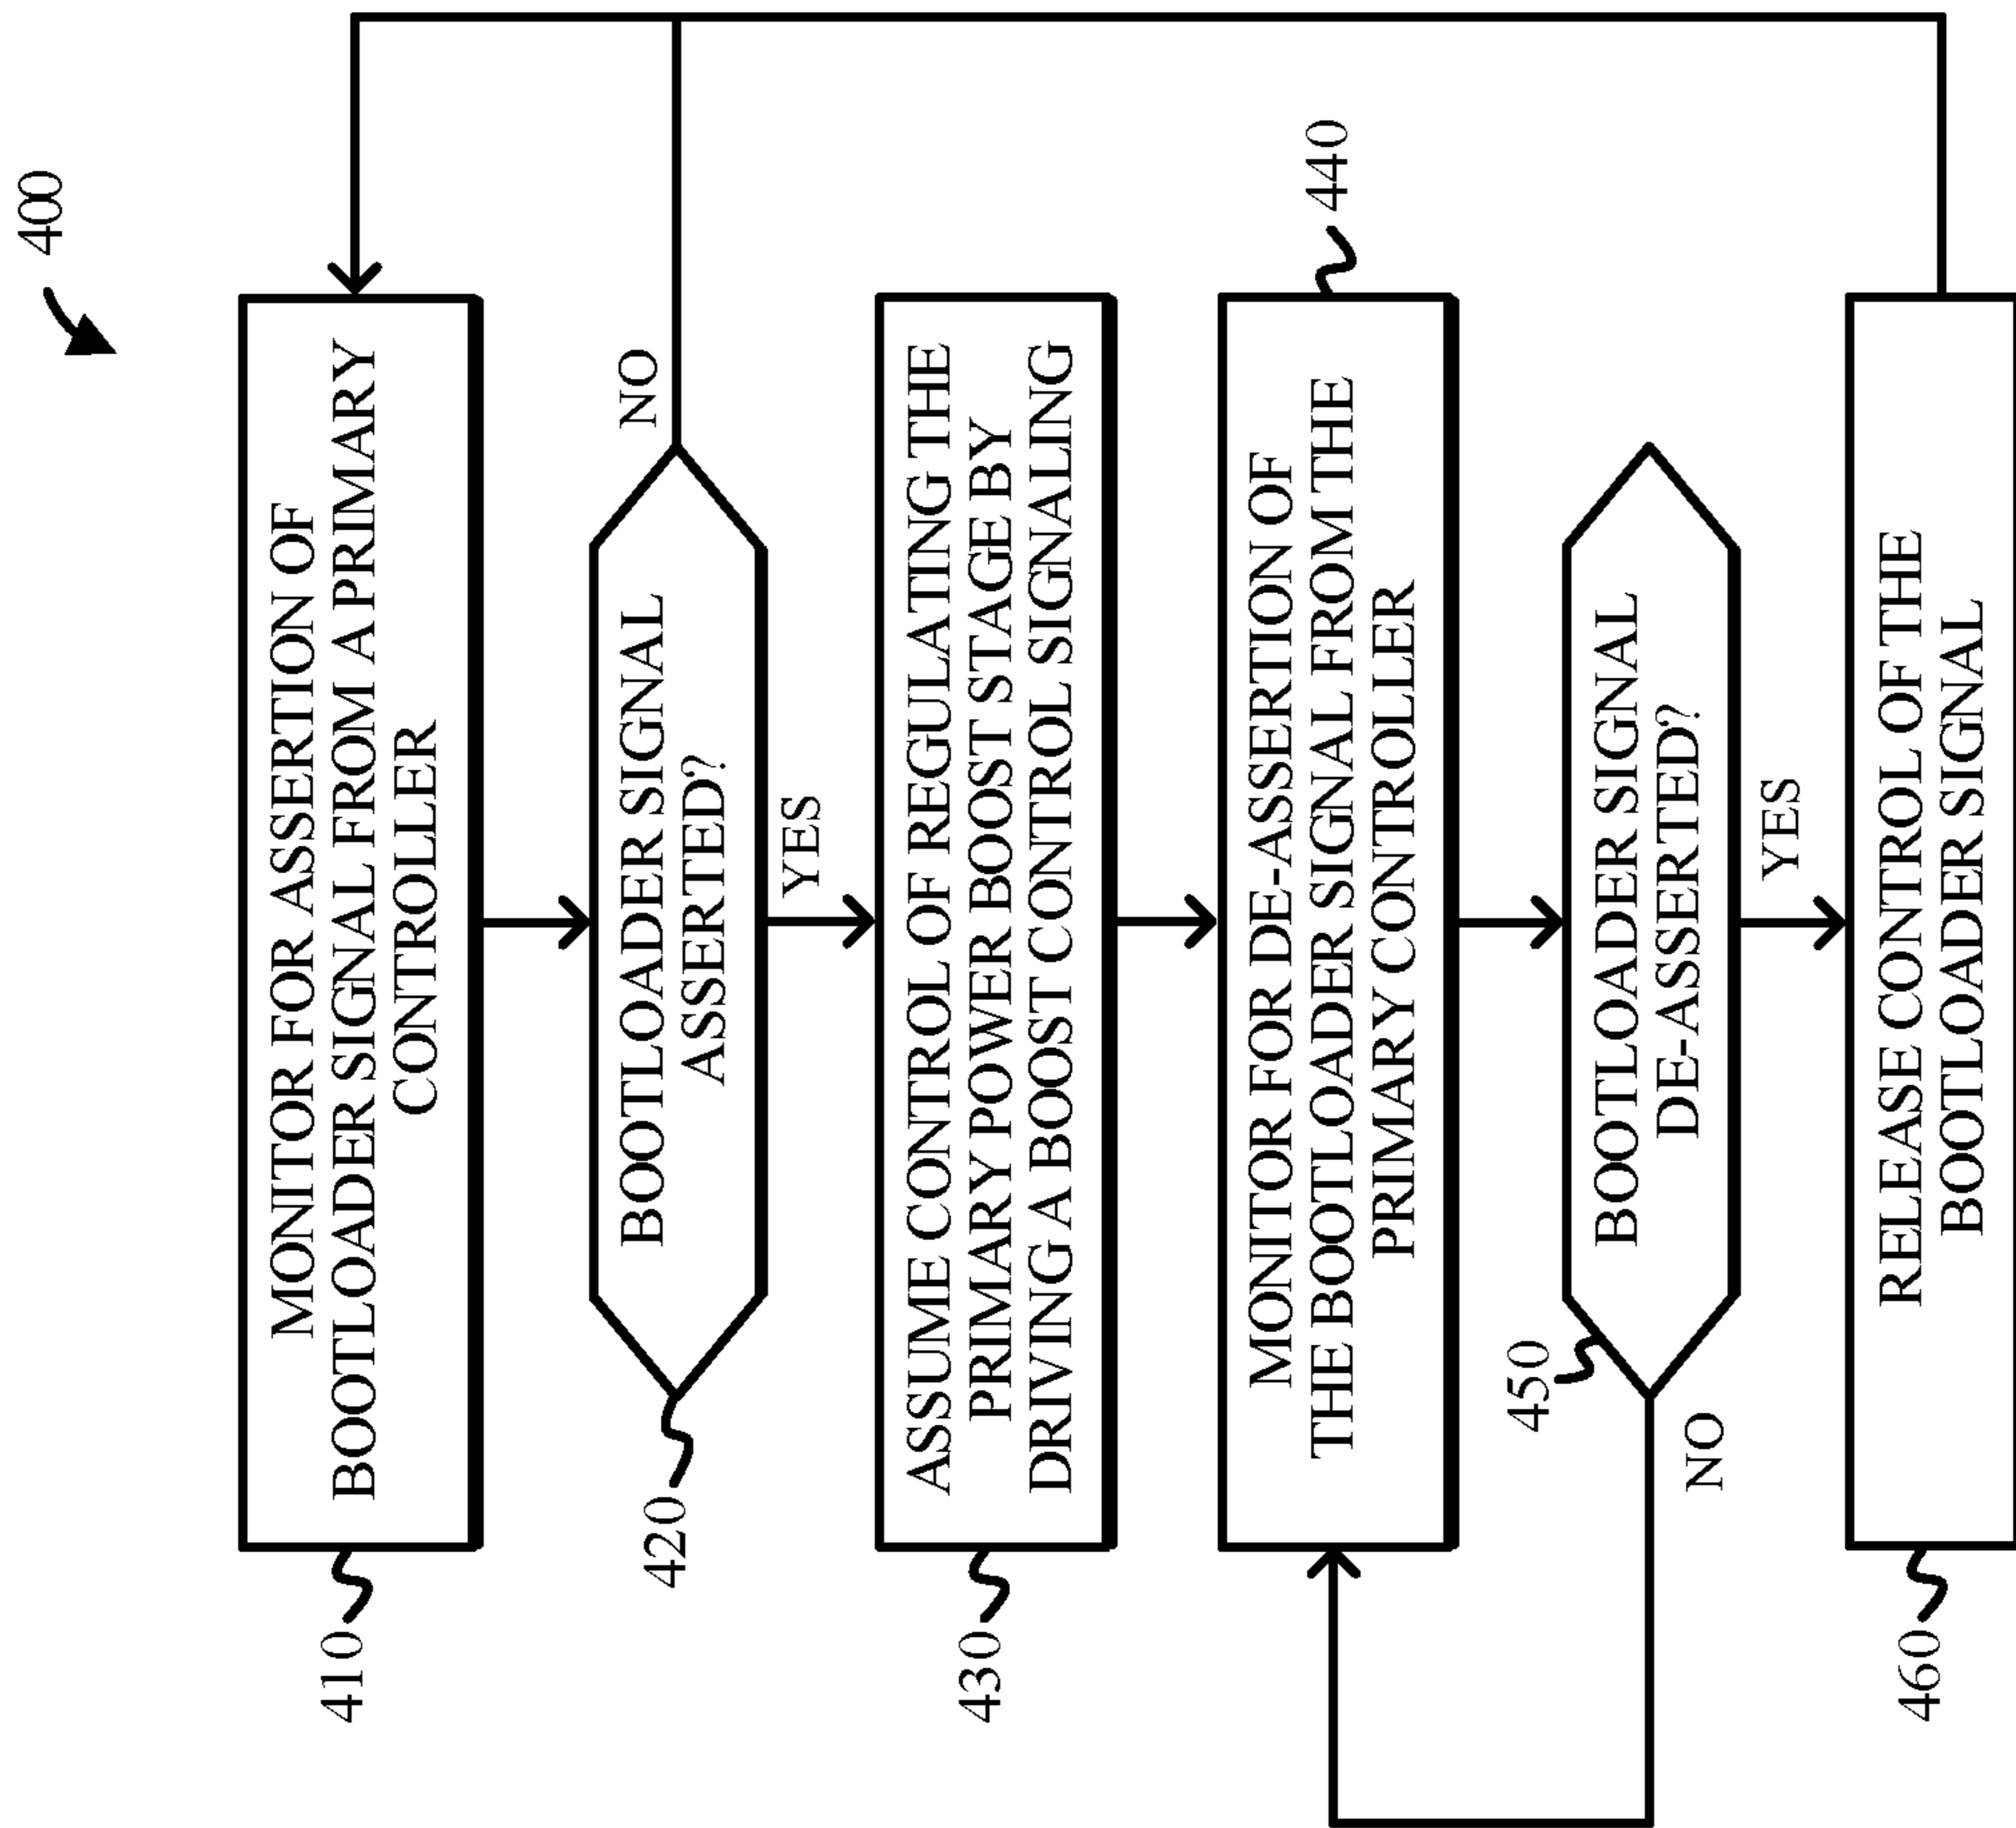 400
410
MONITOR FOR ASSERTION OF
BOOTLOADER SIGNAL FROM A PRIMARY
CONTROLLER
420
BOOTLOADER SIGNAL
ASSERTED?
NO
YES
430
ASSUME CONTROL OF REGULATING THE
PRIMARY POWER BOOST STAGE BY
DRIVING A BOOST CONTROL SIGNALING
440
MONITOR FOR DE-ASSERTION OF
THE BOOTLOADER SIGNAL FROM THE
PRIMARY CONTROLLER
450
BOOTLOADER SIGNAL
DE-ASSERTED?
NO
YES
460
RELEASE CONTROL OF THE
BOOTLOADER SIGNAL